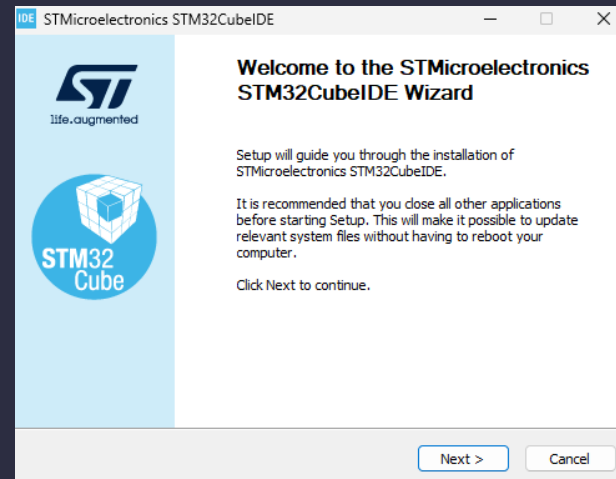 IDE STMicroelectronics STM32CubeIDE
life.augmented
STM32
Cube
Welcome to the STMicroelectronics
STM32CubeIDE Wizard
Setup will guide you through the installation of
STMicroelectronics STM32CubeIDE.
It is recommended that you close all other applications
before starting Setup. This will make it possible to update
relevant system files without having to reboot your
computer.
Click Next to continue.
Next >
Cancel